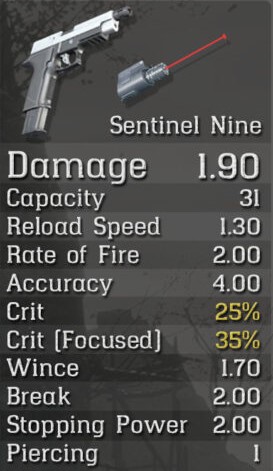 Sentinel Nine
Damage 1.90
Capacity 31
Reload Speed 1.30
Rate of Fire 2.00
Accuracy 4.00
Crit 25%
Crit (Focused) 35%
Wince 1.70
Break 2.00
Stopping Power 2.00
Piercing 1